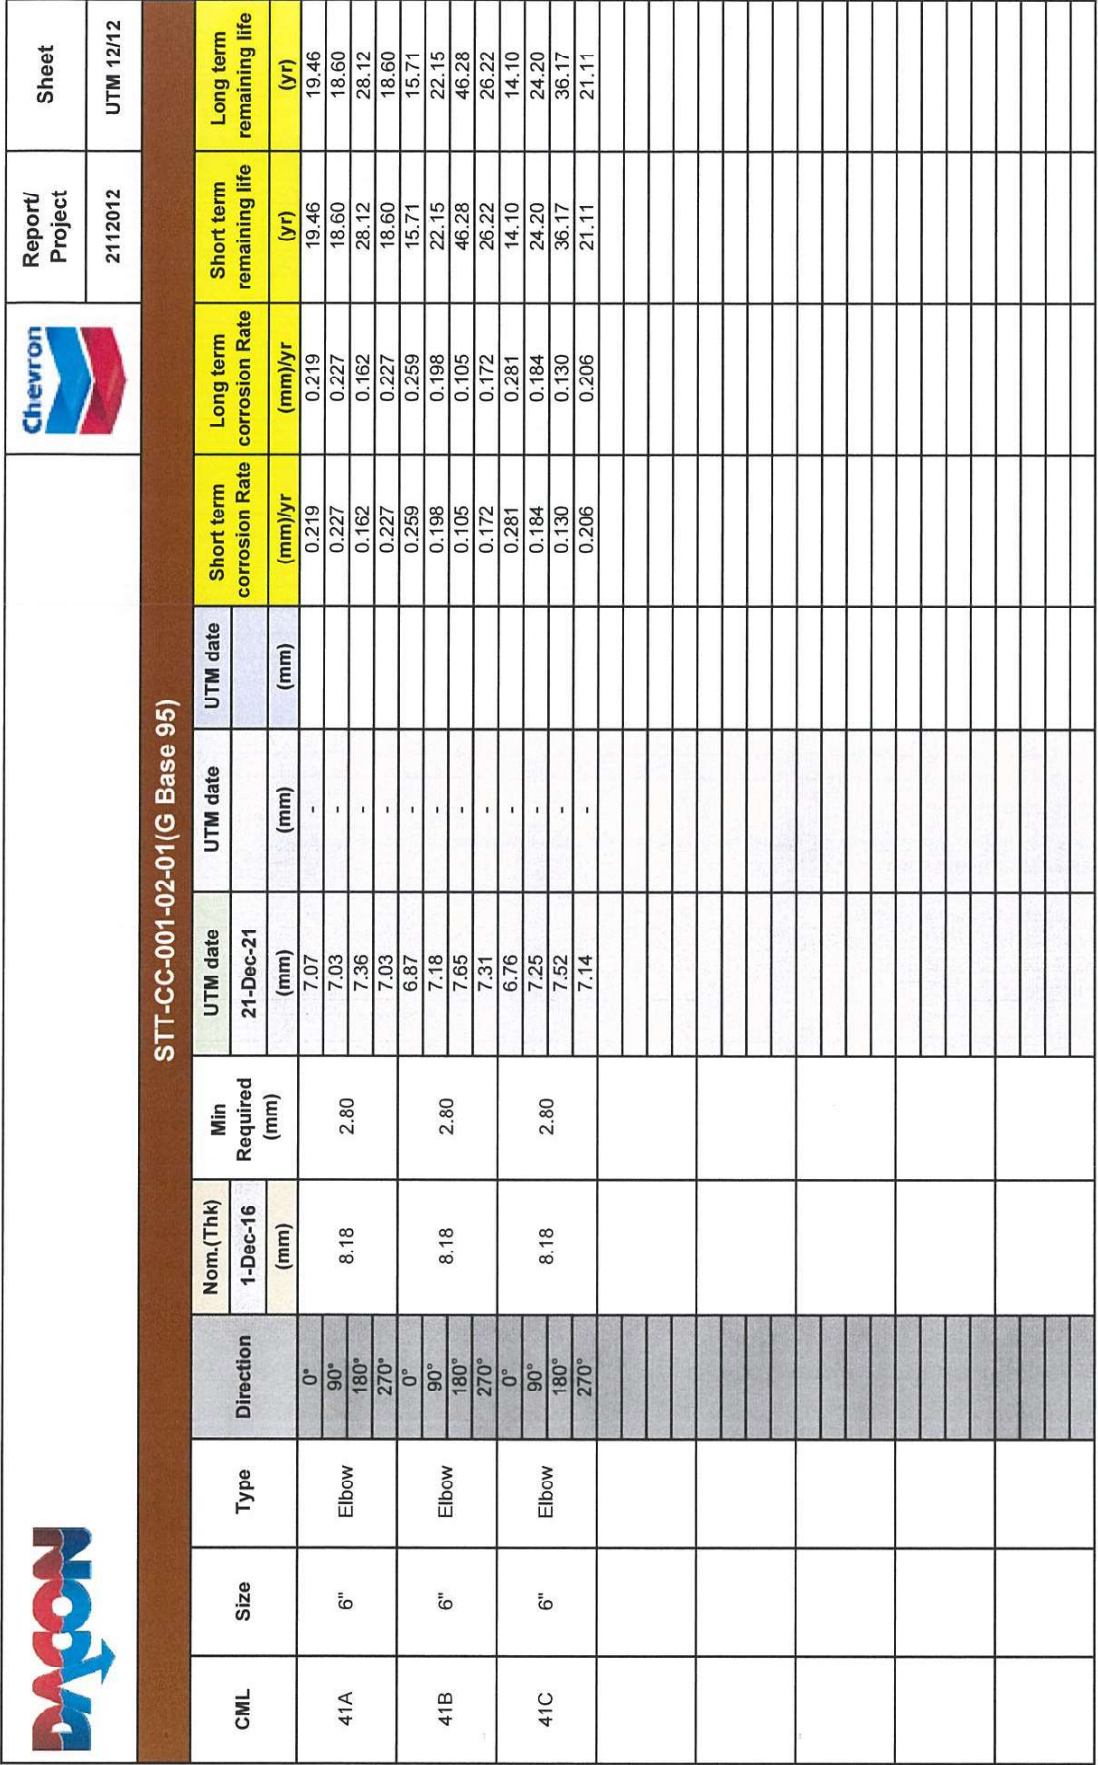 DACON
Chevron
Report/ Project
Sheet
2112012
UTM 12/12
STT-CC-001-02-01(G Base 95)
CML Size Type Direction Nom.(Thk) Min Required (mm) UTM date UTM date UTM date Short term corrosion Rate Long term corrosion Rate Short term remaining life Long term remaining life
1-Dec-16 21-Dec-21
(mm) (mm) (mm) (mm) (mm)/yr (mm)/yr (yr) (yr)
41A 6" Elbow 0° 8.18 2.80 7.07 - 0.219 0.219 19.46 19.46
90° 7.03 - 0.227 0.227 18.60 18.60
180° 7.36 - 0.162 0.162 28.12 28.12
270° 7.03 - 0.227 0.227 18.60 18.60
41B 6" Elbow 0° 8.18 2.80 6.87 - 0.259 0.259 15.71 15.71
90° 7.18 - 0.198 0.198 22.15 22.15
180° 7.65 - 0.105 0.105 46.28 46.28
270° 7.31 - 0.172 0.172 26.22 26.22
41C 6" Elbow 0° 8.18 2.80 6.76 - 0.281 0.281 14.10 14.10
90° 7.25 - 0.184 0.184 24.20 24.20
180° 7.52 - 0.130 0.130 36.17 36.17
270° 7.14 - 0.206 0.206 21.11 21.11